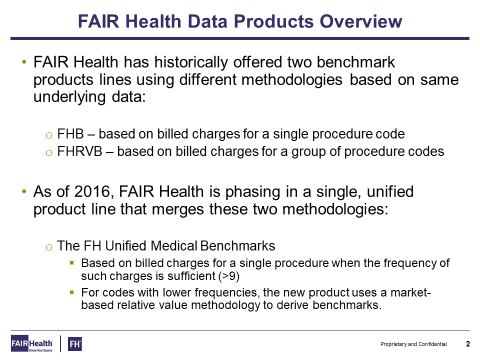 FAIR Health Data Products Overview
• FAIR Health has historically offered two benchmark
products lines using different methodologies based on same
underlying data:
o FHB – based on billed charges for a single procedure code
o FHRVB – based on billed charges for a group of procedure codes
• As of 2016, FAIR Health is phasing in a single, unified
product line that merges these two methodologies:
o The FH Unified Medical Benchmarks
▪ Based on billed charges for a single procedure when the frequency of
such charges is sufficient (>9)
▪ For codes with lower frequencies, the new product uses a market-
based relative value methodology to derive benchmarks.
FAIR Health
FH
Proprietary and Confidential 2